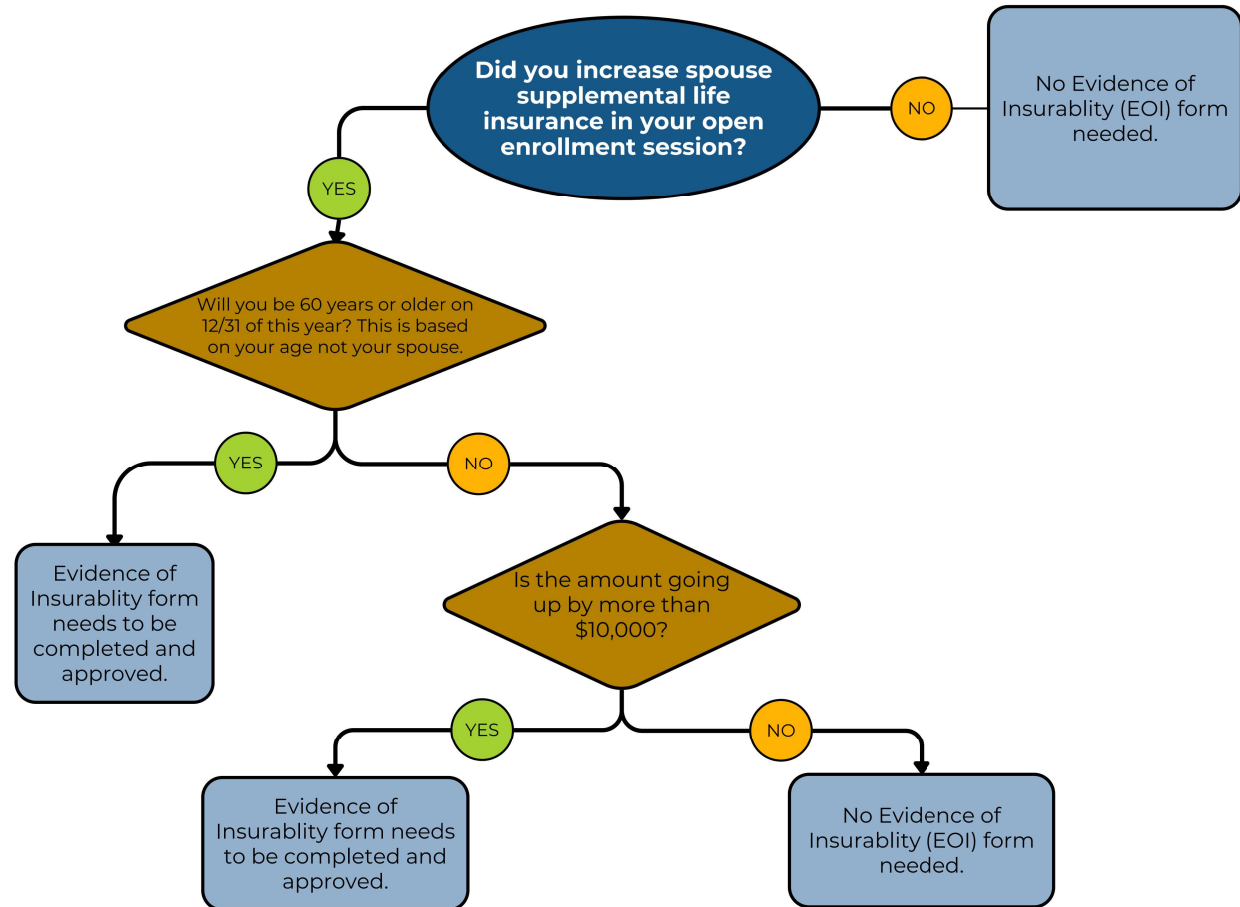 Did you increase spouse
supplemental life
insurance in your open
enrollment session?
NO
No Evidence of
Insurablity (EOI) form
needed.
YES
Will you be 60 years or older on
12/31 of this year? This is based
on your age not your spouse.
YES
NO
Evidence of
Insurablity form
needs to be
completed and
approved.
Is the amount going
up by more than
$10,000?
YES
NO
Evidence of
Insurablity form needs
to be completed and
approved.
No Evidence of
Insurablity (EOI) form
needed.